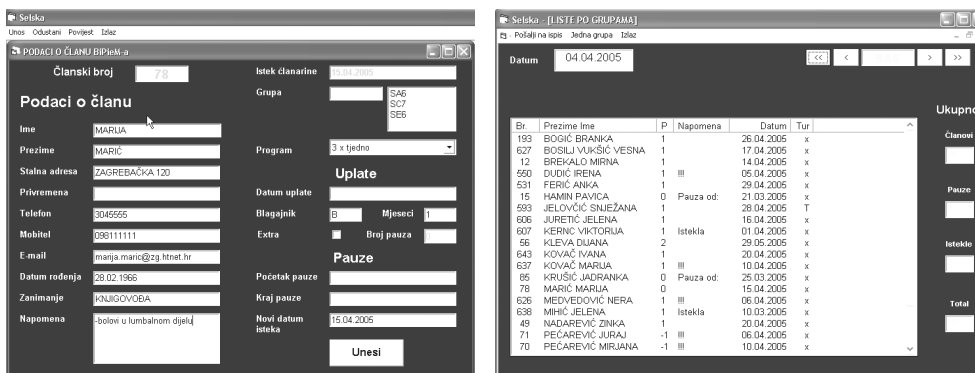 Selska
Unos Odustani Povijest Izlaz
PODACI O ČLANU BiPieM-a
Članski broj 78
Podaci o članu
Ime MARIJA
Prezime MARIĆ
Stalna adresa ZAGREBAČKA 120
Privremena
Telefon 3045555
Mobitel 098111111
E-mail marija.maric@zg.htnet.hr
Datum rođenja 28.02.1966
Zanimanje KNJIGOVOĐA
Napomena -bolovi u lumbalnom dijelu
Istek članarine 15.04.2005
Grupa SA6
SC7
SE6
Program 3 x tjedno
Uplate
Datum uplate
Blagajnik B Mjeseci 1
Extra Broj pauza
Pauze
Početak pauze
Kraj pauze
Novi datum isteka 15.04.2005
Unesi
Selska - [LISTE PO GRUPAMA]
Pošalji na ispis Jedna grupa Izlaz
Datum 04.04.2005 << < > >>
Br. Prezime Ime P Napomena Datum Tur
193 BOGIĆ BRANKA 1 26.04.2005 x
627 BOSILJ VUKŠIĆ VESNA 1 17.04.2005 x
12 BREKALO MIRNA 1 14.04.2005 x
550 DUDIĆ IRENA 1 !!! 05.04.2005 x
531 FERIĆ ANKA 1 29.04.2005 x
15 HAMIN PAVICA 0 Pauza od: 21.03.2005 x
593 JELOVČIĆ SNJEŽANA 1 28.04.2005 T
606 JURETIĆ JELENA 1 16.04.2005 x
607 KERNC VIKTORIJA 1 Istekla 01.04.2005 x
56 KLEVA DIJANA 2 29.05.2005 x
643 KOVAČ IVANA 1 20.04.2005 x
637 KOVAČ MARIJA 1 !!! 10.04.2005 x
85 KRUŠIĆ JADRANKA 0 Pauza od: 25.03.2005 x
78 MARIĆ MARIJA 0 15.04.2005 x
626 MEDVEDOVIĆ NERA 1 !!! 06.04.2005 x
638 MIHIĆ JELENA 1 Istekla 10.03.2005 x
49 NADAREVIĆ ZINKA 1 20.04.2005 x
71 PEĆAREVIĆ JURAJ -1 !!! 06.04.2005 x
70 PEĆAREVIĆ MIRJANA -1 !!! 10.04.2005 x
Ukupno
Članovi
Pauze
Istekle
Total